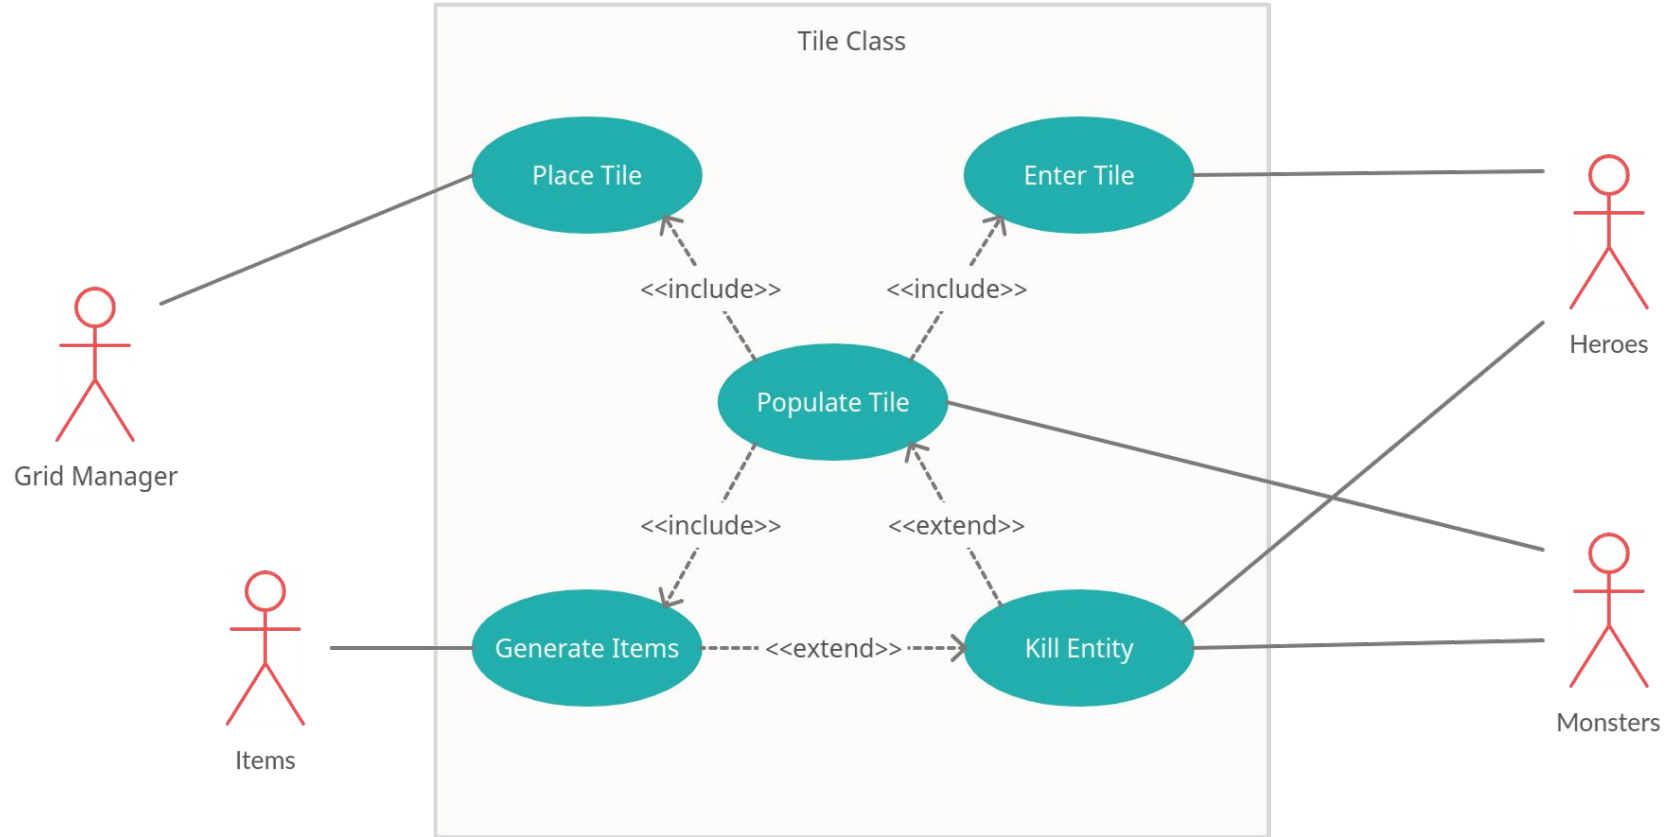 Tile Class
Place Tile
Enter Tile
<<include>>
<<include>>
Heroes
Populate Tile
Grid Manager
<<include>>
<<extend>>
Generate Items
<<extend>>
Kill Entity
Monsters
Items